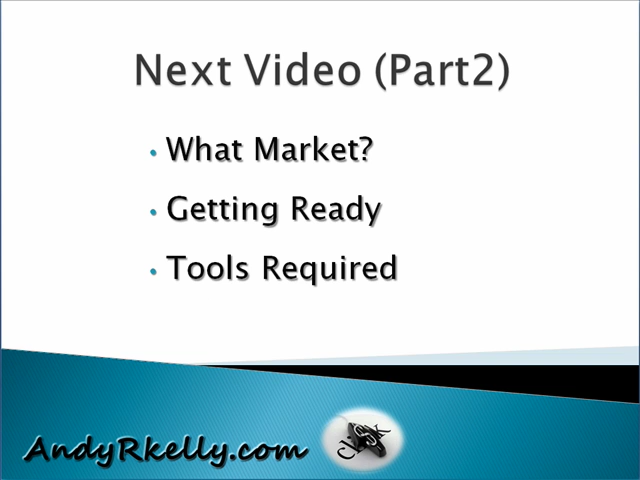 Next Video (Part2)
• What Market?
• Getting Ready
• Tools Required
AndyRkelly.com